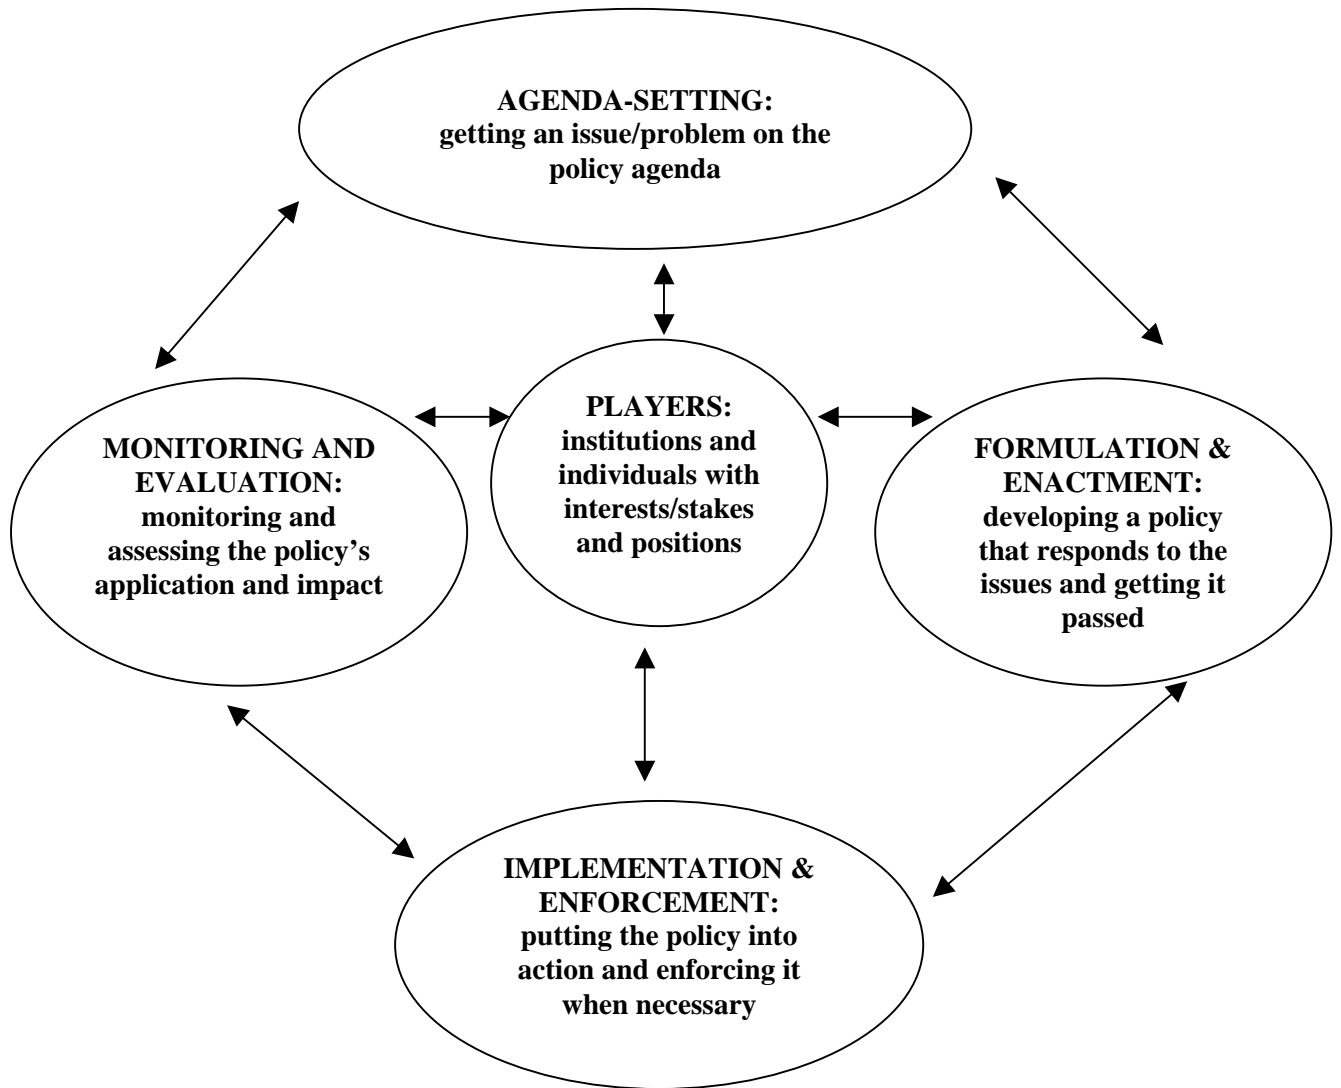 AGENDA-SETTING:
getting an issue/problem on the
policy agenda
PLAYERS:
institutions and
individuals with
interests/stakes
and positions
MONITORING AND
EVALUATION:
monitoring and
assessing the policy’s
application and impact
FORMULATION &
ENACTMENT:
developing a policy
that responds to the
issues and getting it
passed
IMPLEMENTATION &
ENFORCEMENT:
putting the policy into
action and enforcing it
when necessary